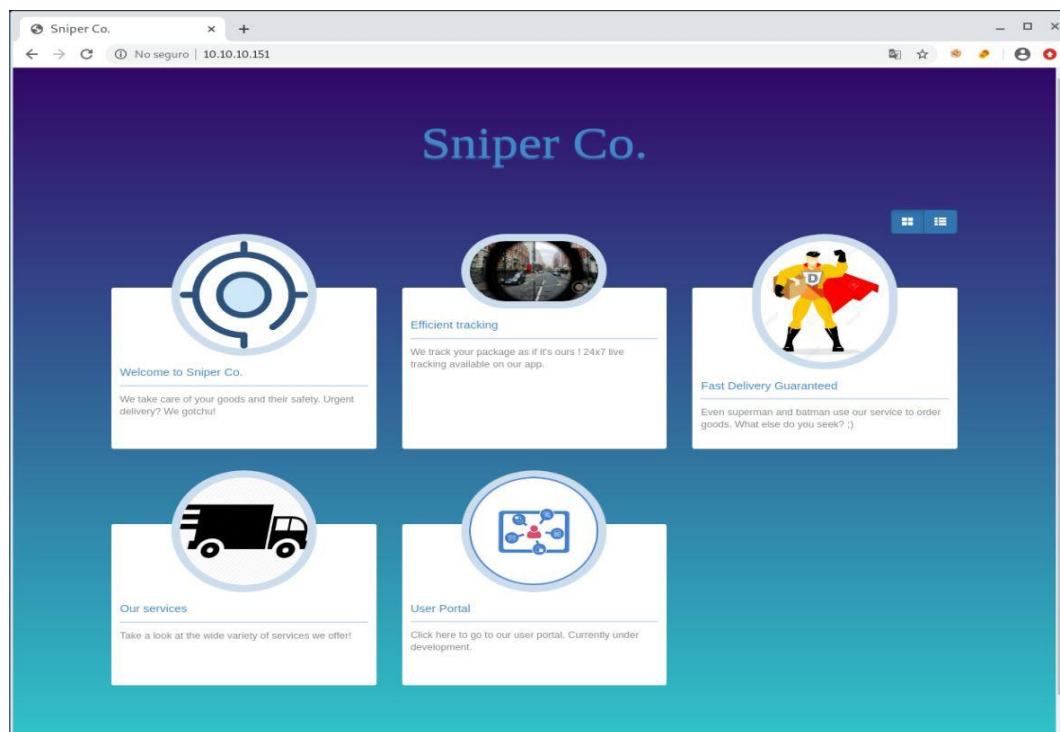 Sniper Co.
No seguro | 10.10.10.151
Sniper Co.
Welcome to Sniper Co.
We take care of your goods and their safety. Urgent
delivery? We gotchu!
Efficient tracking
We track your package as if it's ours ! 24x7 live
tracking available on our app.
D
Fast Delivery Guaranteed
Even superman and batman use our service to order
goods. What else do you seek? ;)
Our services
Take a look at the wide variety of services we offer!
User Portal
Click here to go to our user portal. Currently under
development.